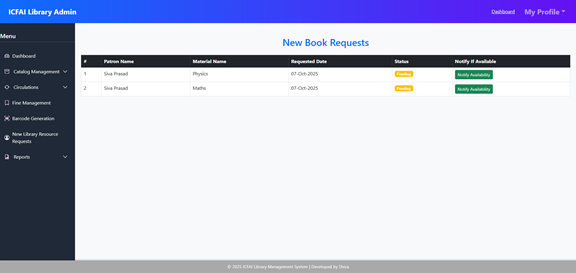 ICFAI Library Admin
Dashboard
My Profile
Menu
Dashboard
Catalog Management
Circulations
Fine Management
Barcode Generation
New Library Resource
Requests
Reports
New Book Requests
# Patron Name Material Name Requested Date Status Notify If Available
1 Siva Prasad Physics 07-Oct-2025 Pending Notify Availability
2 Siva Prasad Maths 07-Oct-2025 Pending Notify Availability
© 2025 ICFAI Library Management System | Developed by Shiva